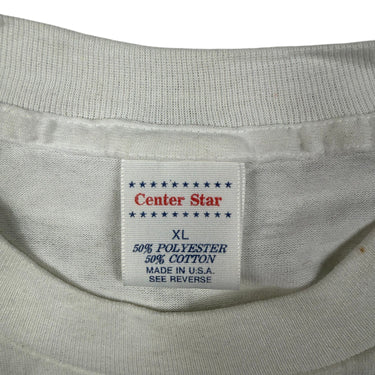 Center Star
XL
50% POLYESTER
50% COTTON
MADE IN U.S.A.
SEE REVERSE